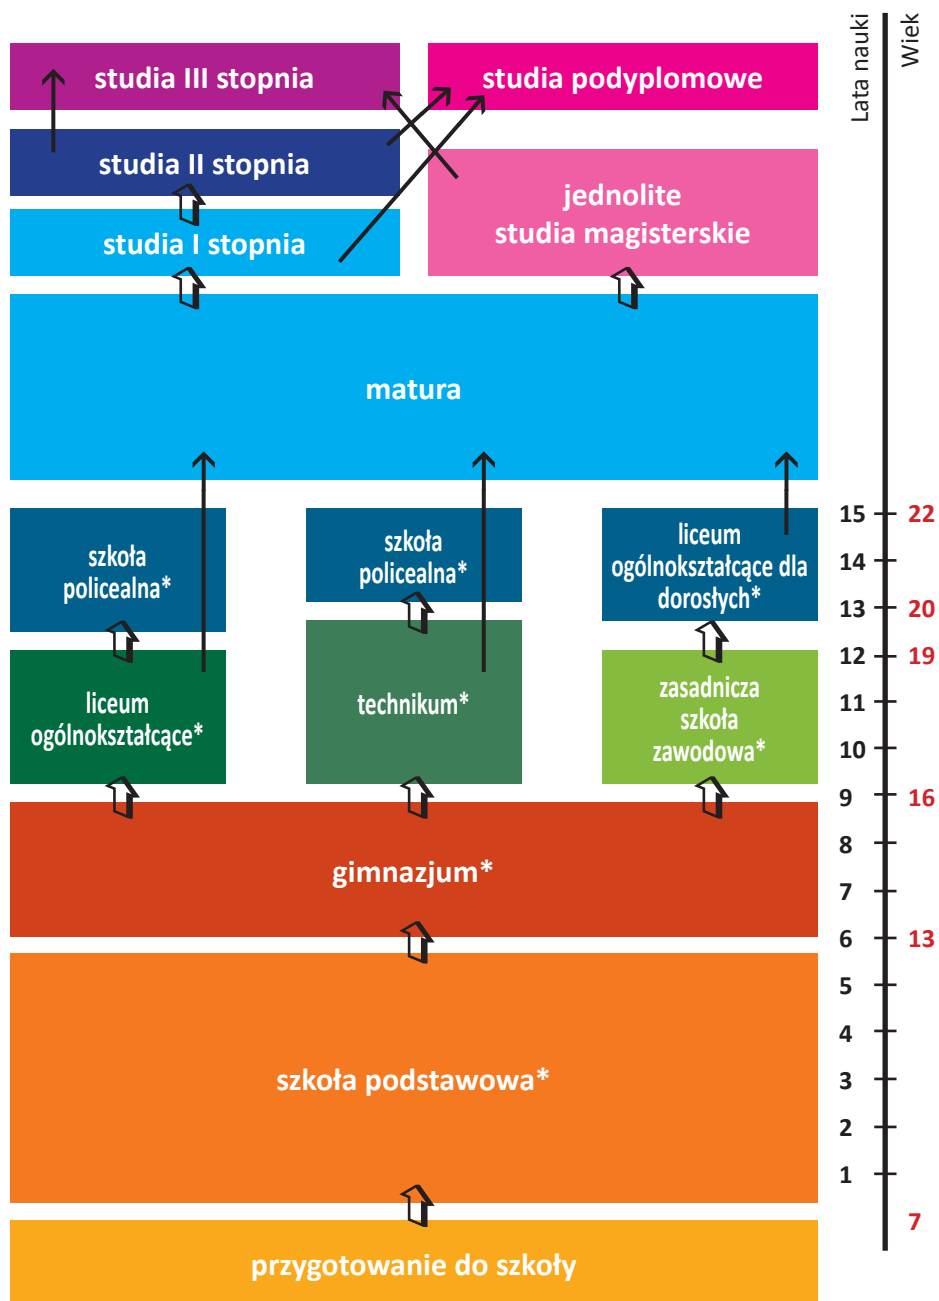 Lata nauki
Wiek
studia III stopnia
studia podyplomowe
studia II stopnia
jednolite
studia magisterskie
studia I stopnia
matura
szkoła
policealna*
szkoła
policealna*
liceum
ogólnokształcące dla
dorosłych*
liceum
ogólnokształcące*
technikum*
zasadnicza
szkoła
zawodowa*
gimnazjum*
szkoła podstawowa*
przygotowanie do szkoły
15 22
14
13 20
12 19
11
10
9 16
8
7
6 13
5
4
3
2
1
7